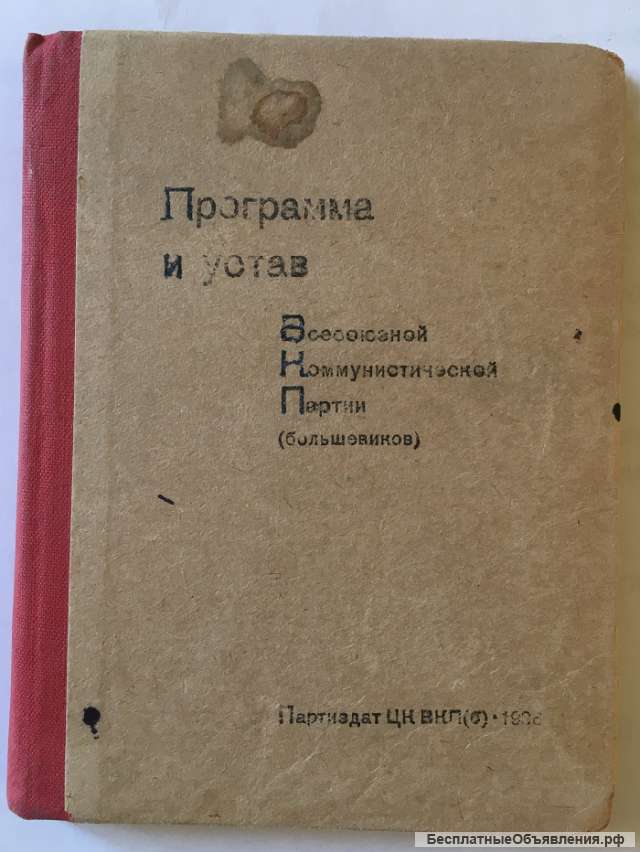 Программа
и устав
Всесоюзной
Коммунистической
Партии
(большевиков)
Партиздат ЦК ВКП(б) •
БесплатныеОбъявления.рф